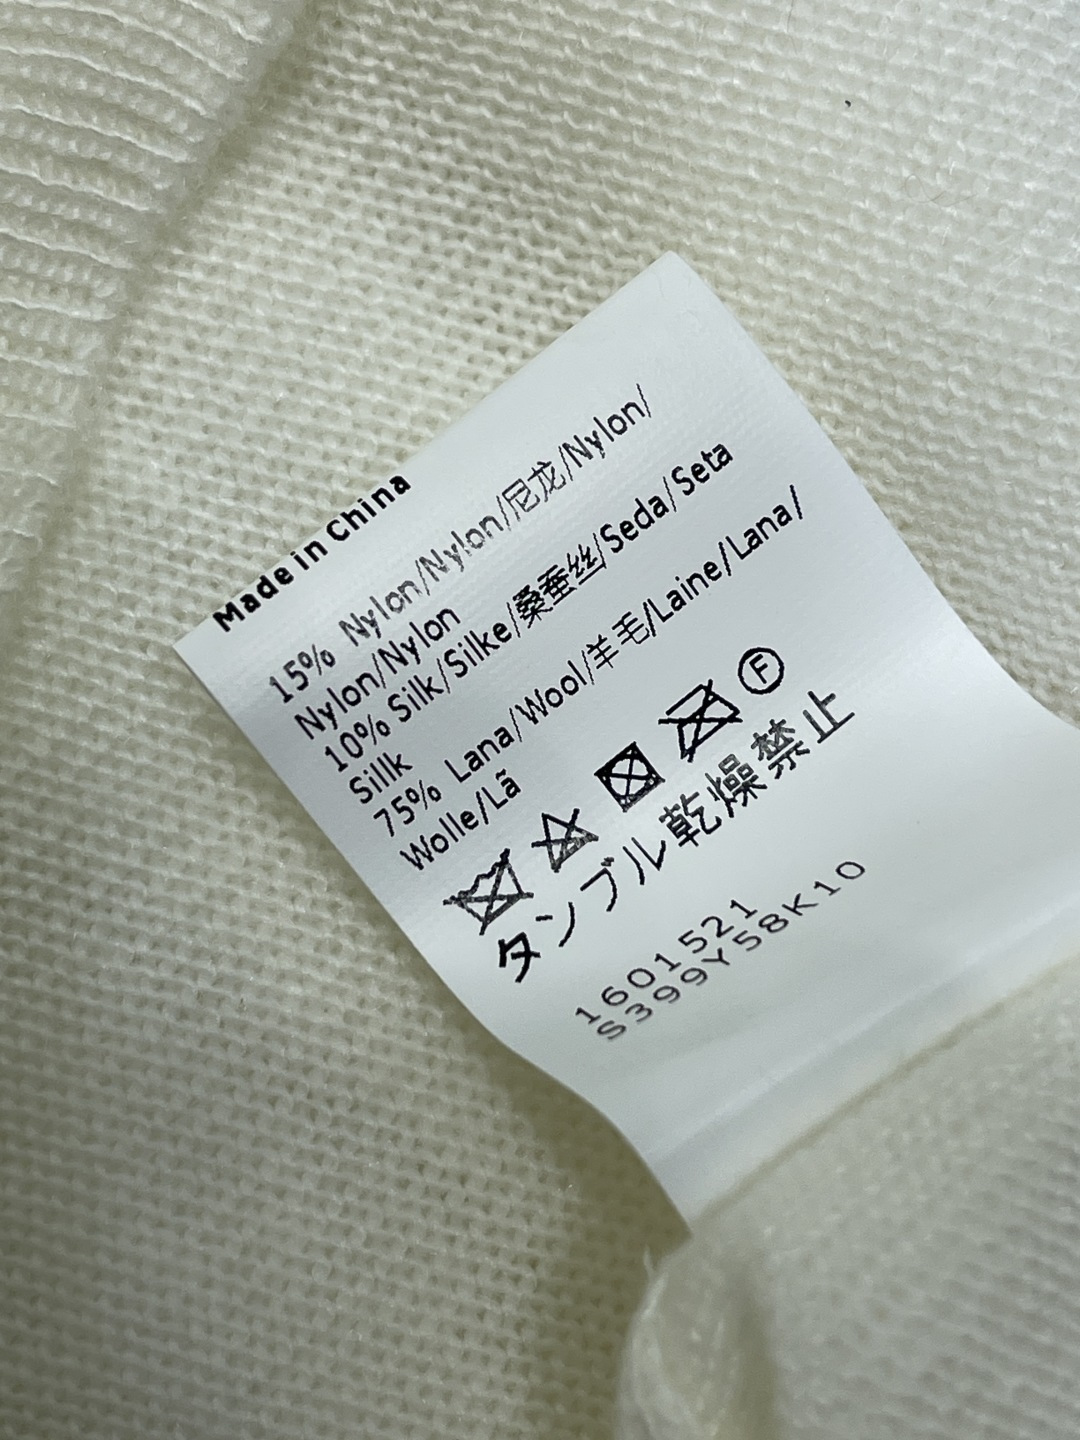 Made in China
15% Nylon/Nylon/Nylon/尼龙/Nylon/
Nylon/Nylon
10% Silk/Silke/桑蚕丝/Seda/Seta
Sillk
75% Lana/Wool/羊毛/Laine/Lana/
Wolle/Lã
F
タンブル乾燥禁止
1601521
S399Y58K10